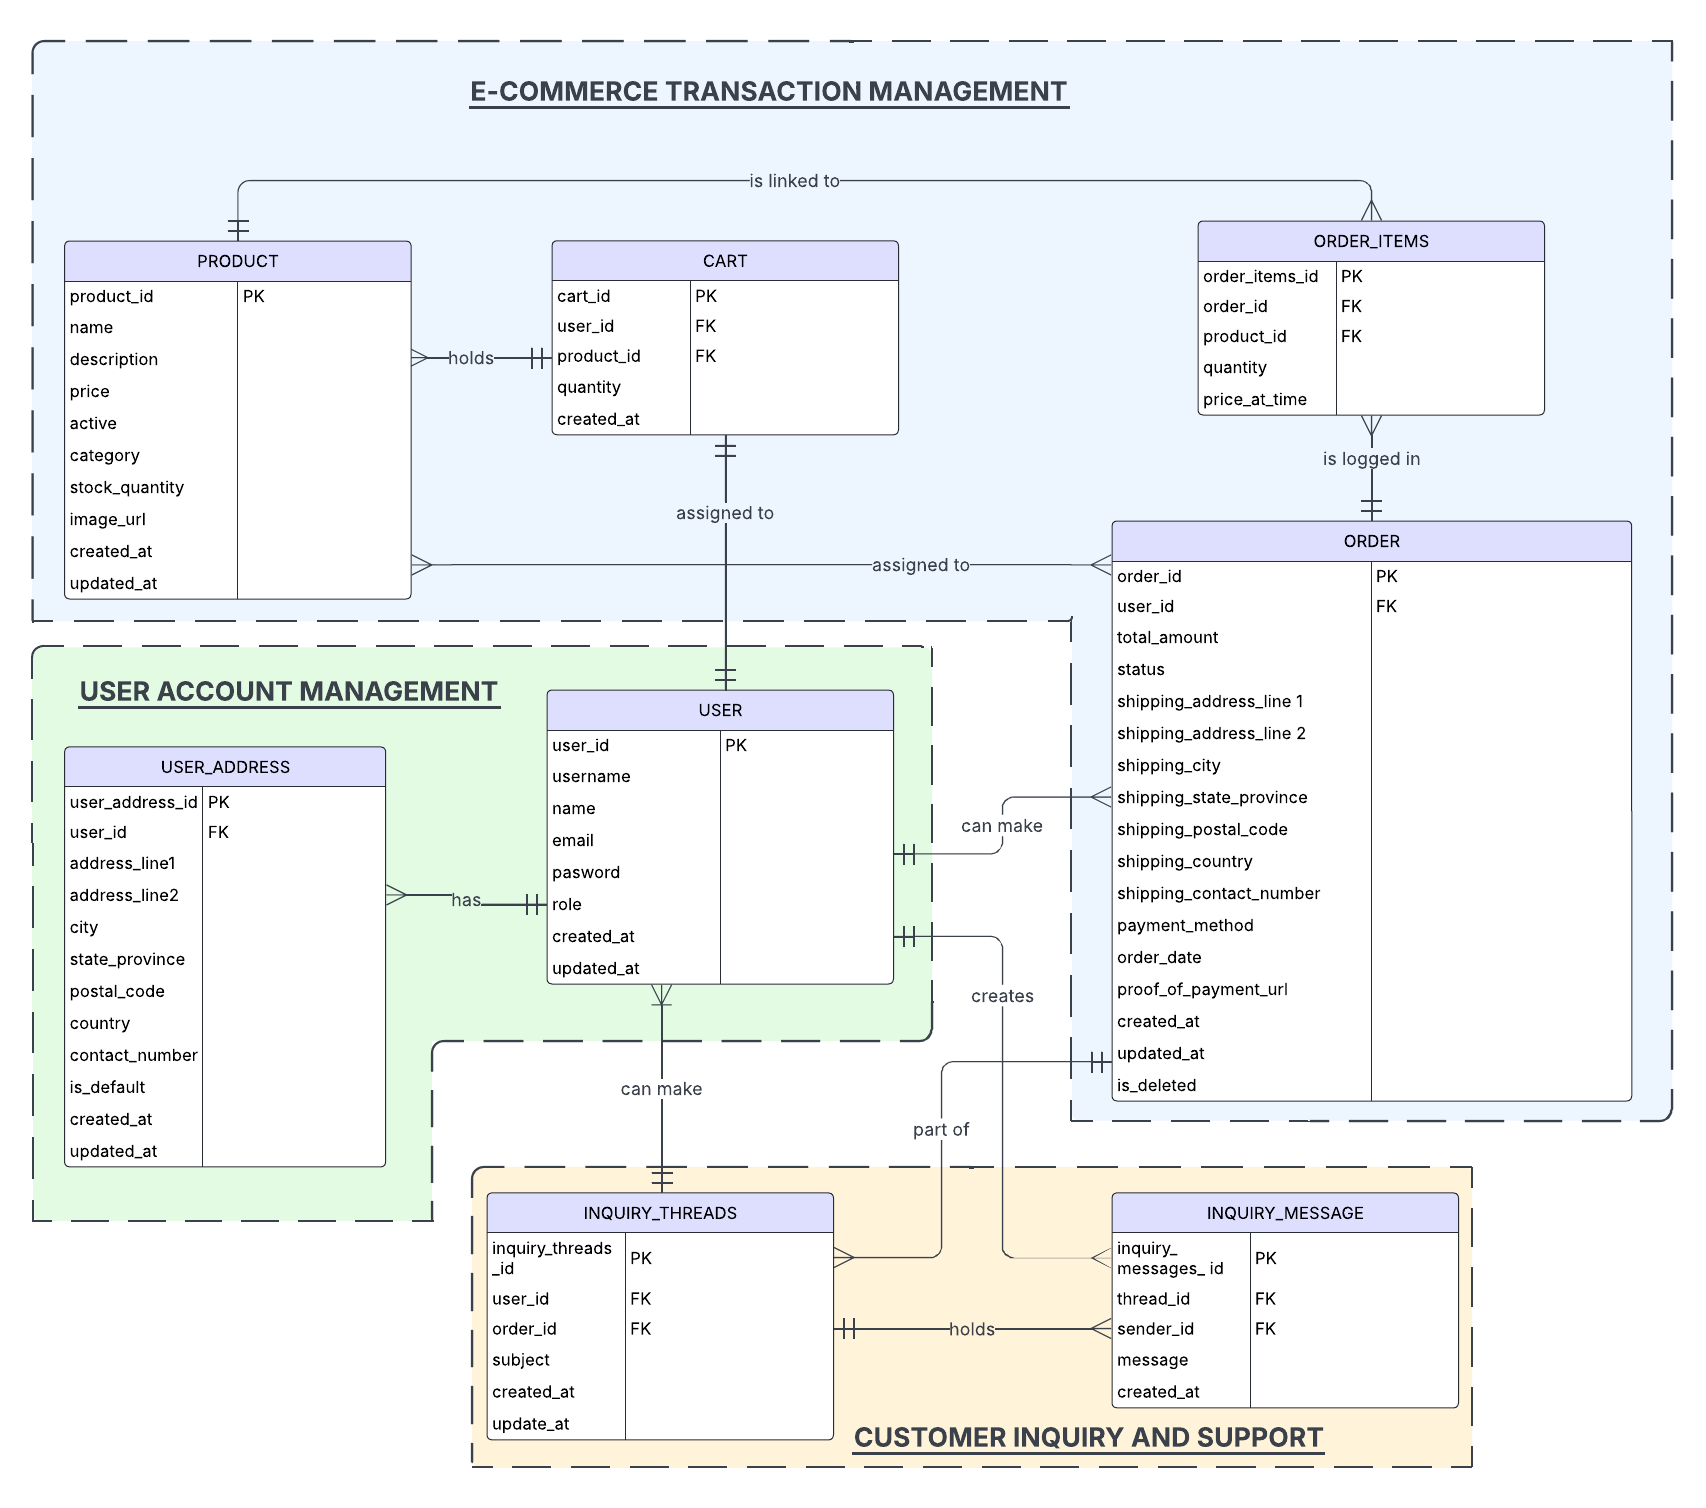 E-COMMERCE TRANSACTION MANAGEMENT
is linked to
PRODUCT
product_id PK
name
description
price
active
category
stock_quantity
image_url
created_at
updated_at
holds
CART
cart_id PK
user_id FK
product_id FK
quantity
created_at
ORDER_ITEMS
order_items_id PK
order_id FK
product_id FK
quantity
price_at_time
is logged in
assigned to
assigned to
ORDER
order_id PK
user_id FK
total_amount
status
shipping_address_line 1
shipping_address_line 2
shipping_city
shipping_state_province
shipping_postal_code
shipping_country
shipping_contact_number
payment_method
order_date
proof_of_payment_url
created_at
updated_at
is_deleted
USER ACCOUNT MANAGEMENT
USER_ADDRESS
user_address_id PK
user_id FK
address_line1
address_line2
city
state_province
postal_code
country
contact_number
is_default
created_at
updated_at
has
USER
user_id PK
username
name
email
pasword
role
created_at
updated_at
can make
creates
can make
part of
INQUIRY_THREADS
inquiry_threads
_id PK
user_id FK
order_id FK
subject
created_at
update_at
holds
INQUIRY_MESSAGE
inquiry_
messages_ id PK
thread_id FK
sender_id FK
message
created_at
CUSTOMER INQUIRY AND SUPPORT